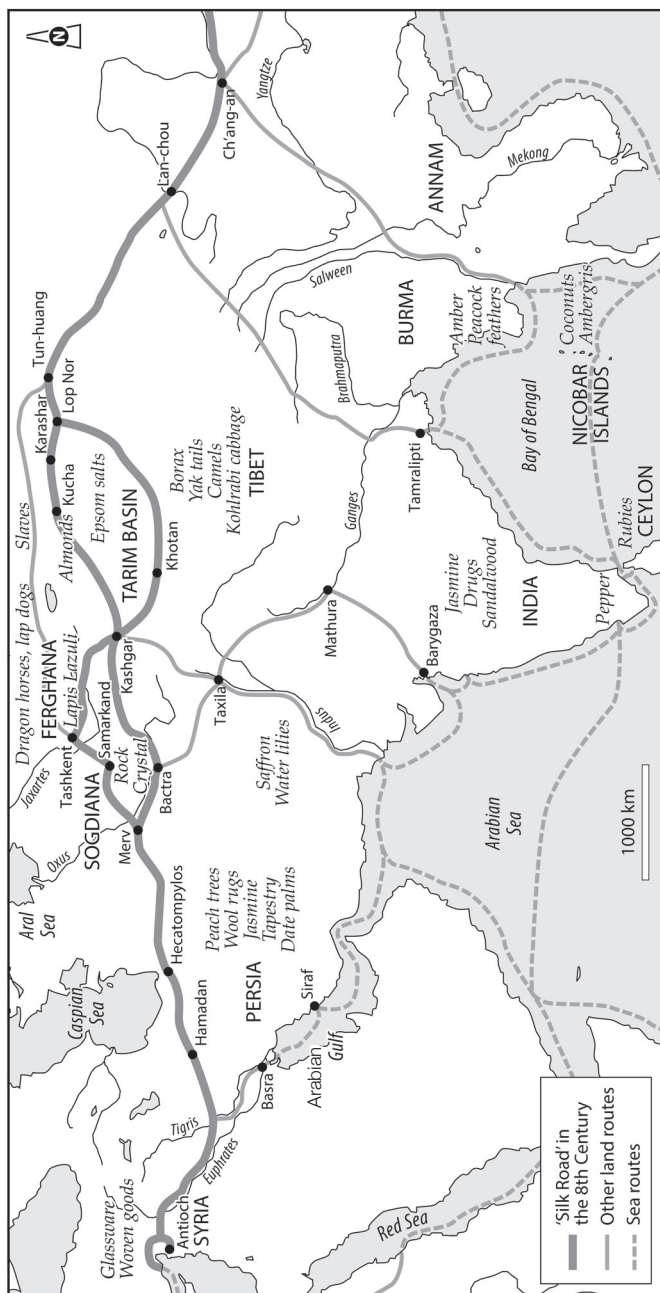 N
Glassware
Woven goods
Antioch
SYRIA
Tigris
Euphrates
Caspian
Sea
Aral
Sea
Hamadan
Hecatompylos
PERSIA
Peach trees
Wool rugs
Jasmine
Tapestry
Date palms
Basra
Siraf
Arabian
Gulf
Red Sea
Oxus
Jaxartes
SOGDIANA
Merv
Tashkent
Samarkand
Rock
Crystal
Bactra
FERGHANA
Lapis Lazuli
Dragon horses, lap dogs
Slaves
Kashgar
Almonds
Kucha
Karashar
Lop Nor
Tun-huang
Epsom salts
TARIM BASIN
Khotan
Borax
Yak tails
Camels
Kohlrabi cabbage
TIBET
Lan-chou
Ch'ang-an
Yangtze
Taxila
Saffron
Water lilies
Indus
Mathura
Ganges
Brahmaputra
Salween
Mekong
ANNAM
BURMA
Amber
Peacock
feathers
Tamralipti
Barygaza
Jasmine
Drugs
Sandalwood
INDIA
Pepper
Rubies
CEYLON
Bay of Bengal
NICOBAR
ISLANDS
Coconuts
Ambergris
Arabian
Sea
1000 km
'Silk Road' in
the 8th Century
Other land routes
Sea routes